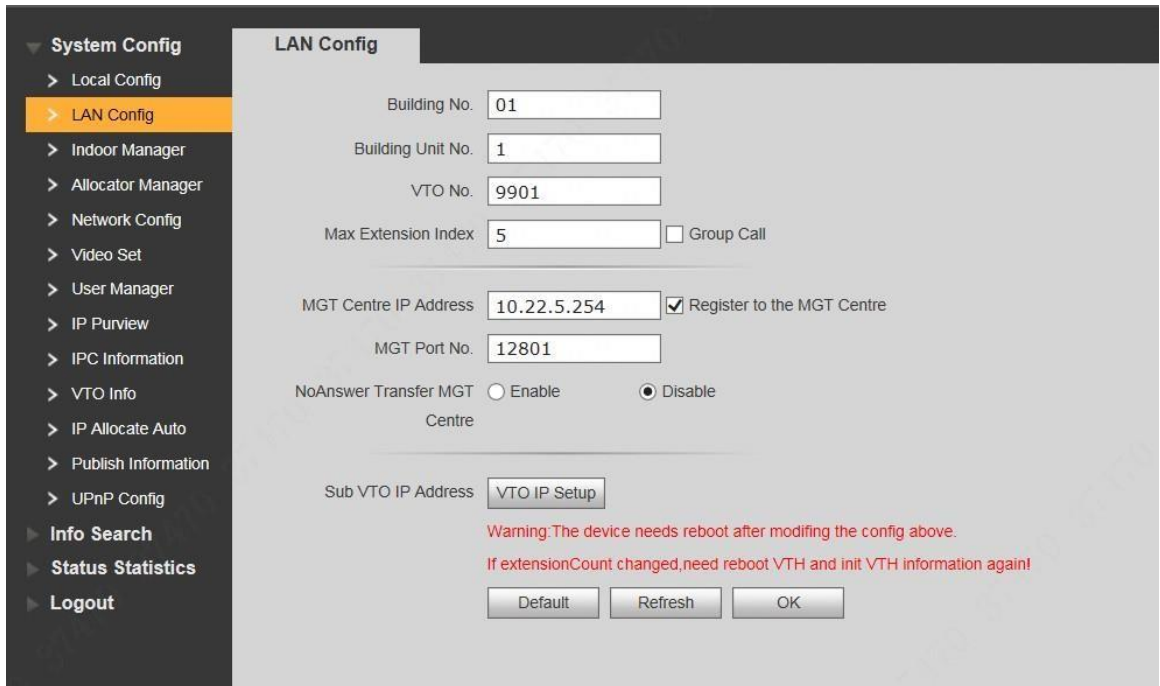 System Config
Local Config
LAN Config
Indoor Manager
Allocator Manager
Network Config
Video Set
User Manager
IP Purview
IPC Information
VTO Info
IP Allocate Auto
Publish Information
UPnP Config
Info Search
Status Statistics
Logout
LAN Config
Building No. 01
Building Unit No. 1
VTO No. 9901
Max Extension Index 5 Group Call
MGT Centre IP Address 10.22.5.254 Register to the MGT Centre
MGT Port No. 12801
NoAnswer Transfer MGT Enable Disable
Centre
Sub VTO IP Address VTO IP Setup
Warning:The device needs reboot after modifing the config above.
If extensionCount changed,need reboot VTH and init VTH information again!
Default Refresh OK